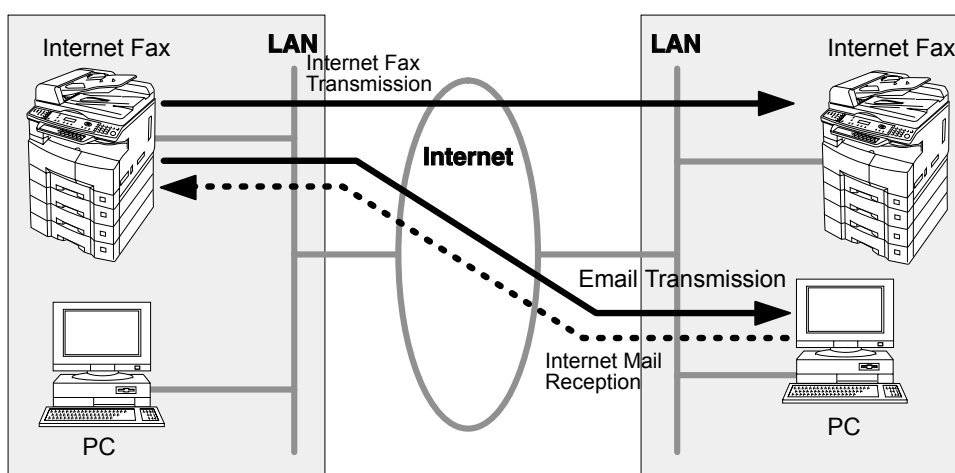 Internet Fax
LAN
LAN
Internet Fax
Internet Fax
Transmission
Internet
Email Transmission
Internet Mail
Reception
PC
PC